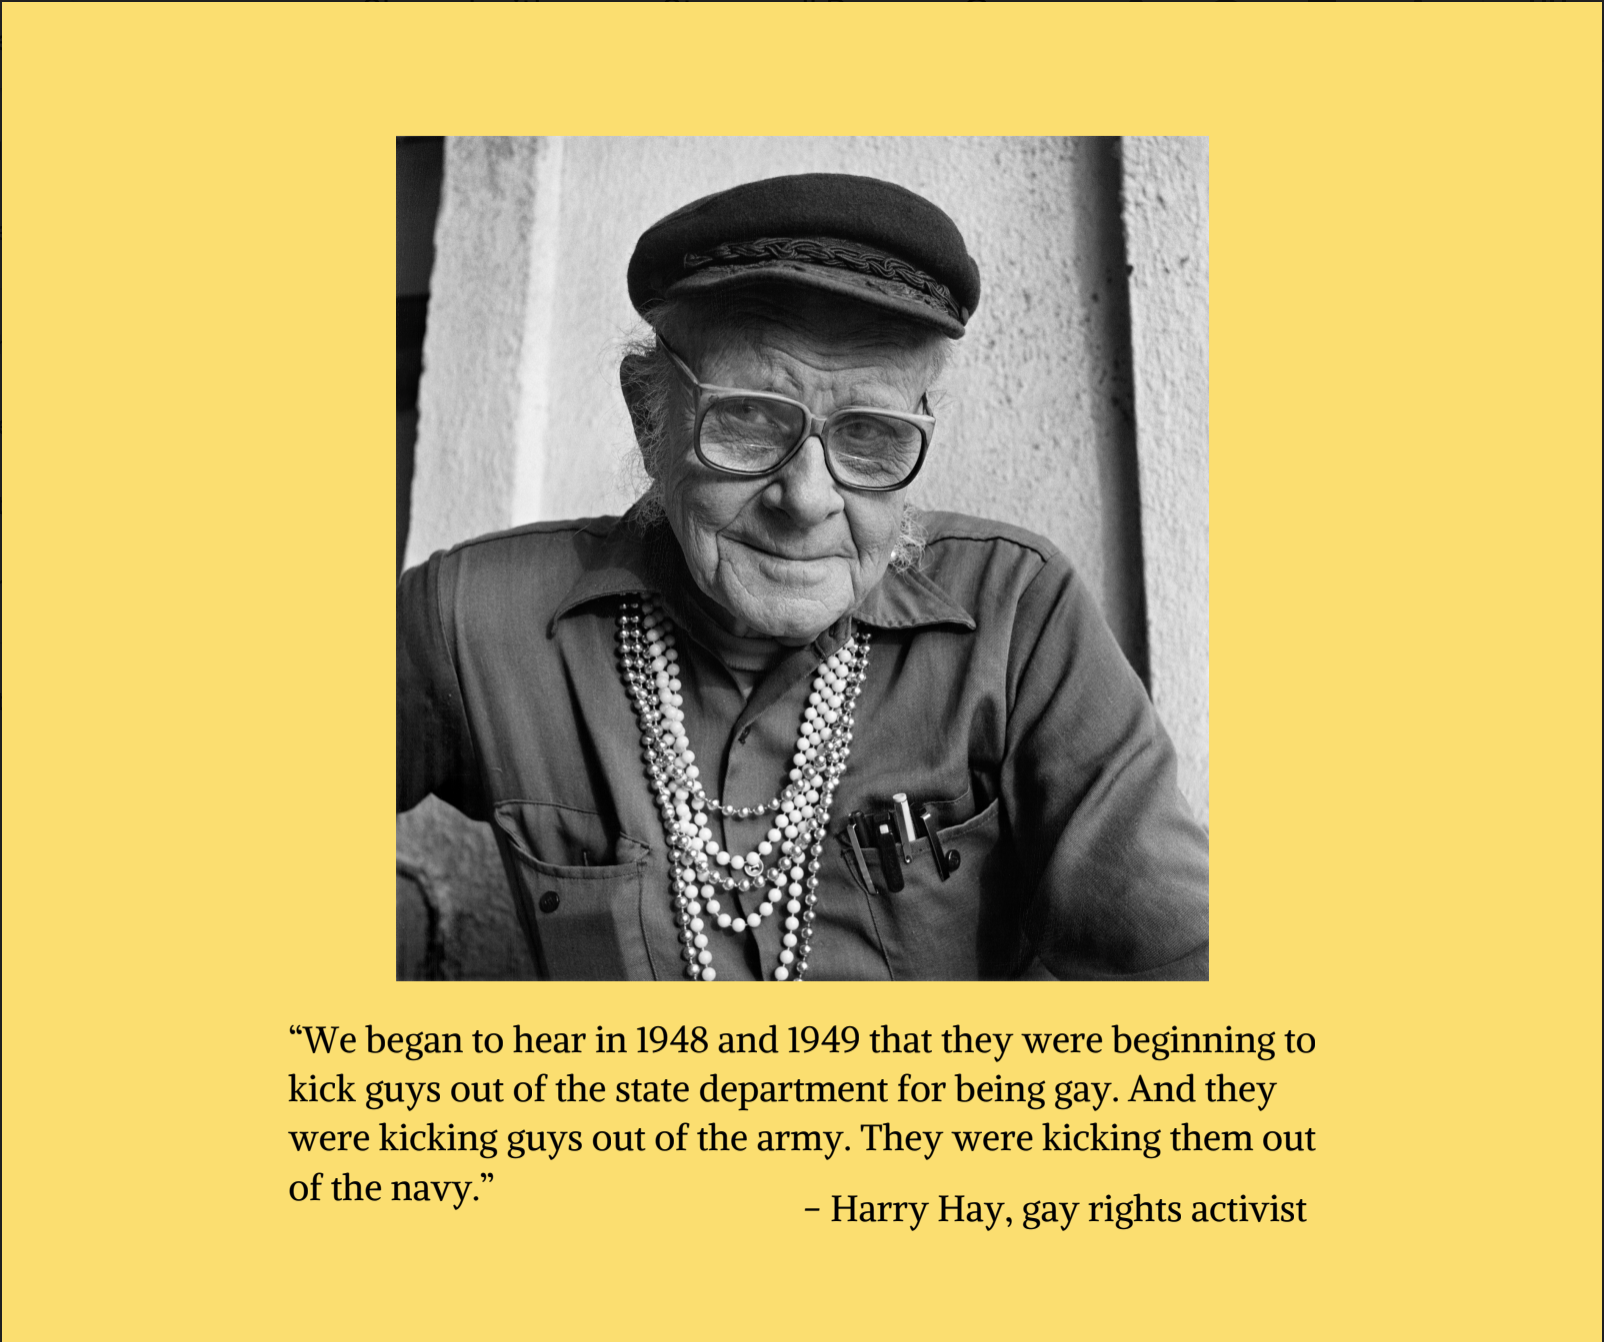 “We began to hear in 1948 and 1949 that they were beginning to
kick guys out of the state department for being gay. And they
were kicking guys out of the army. They were kicking them out
of the navy.”
– Harry Hay, gay rights activist